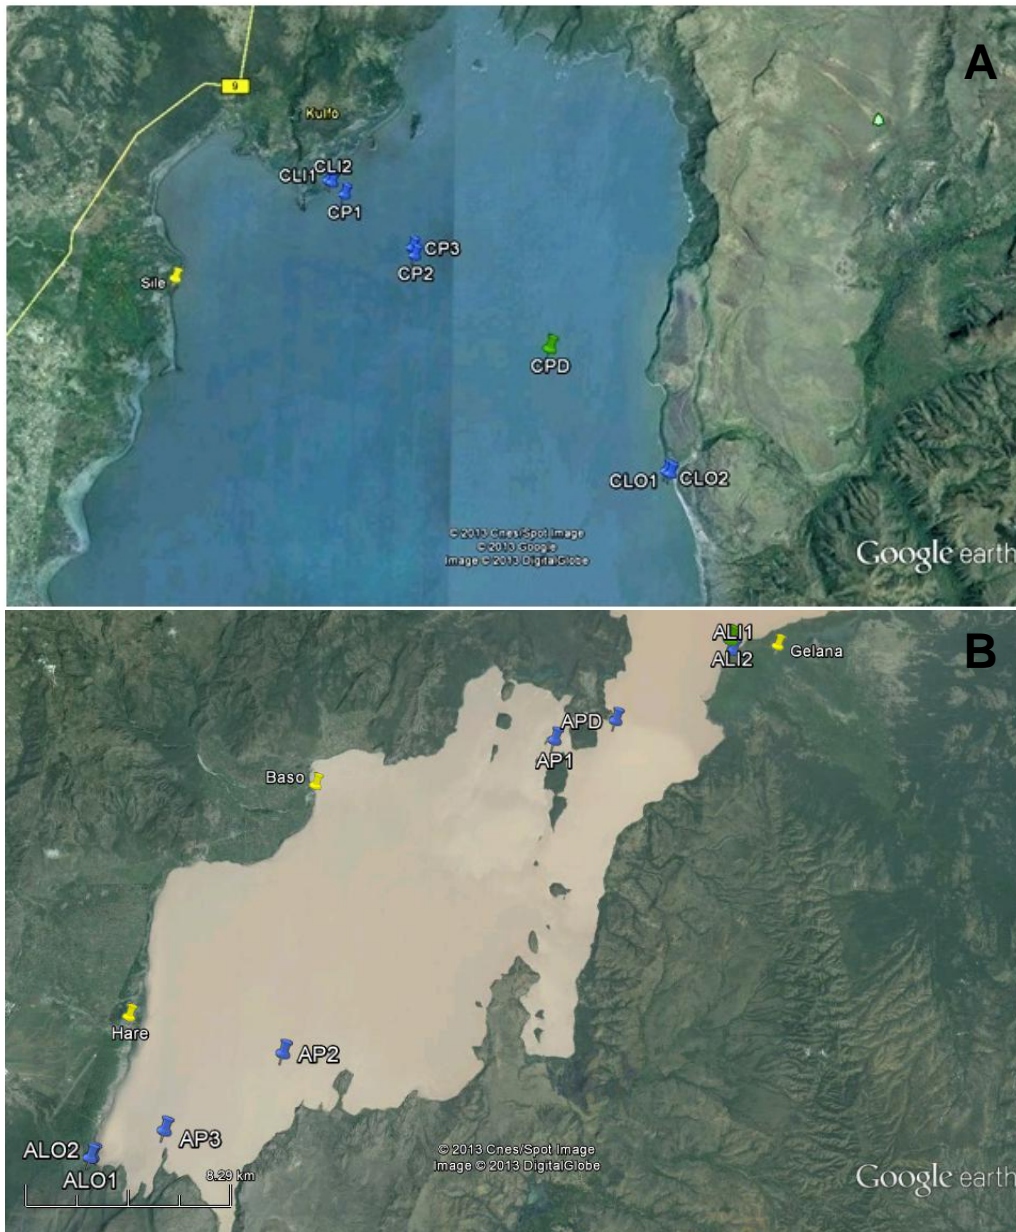 A
9
Kulfo
CLI2
CLI1
CP1
CP3
CP2
Sile
CPD
CLO1
CLO2
© 2013 Cnes/Spot Image
© 2013 Google
Image © 2013 DigitalGlobe
Google earth
ALI1
B
Gelana
ALI2
APD
AP1
Baso
Hare
AP2
AP3
ALO2
© 2013 Cnes/Spot Image
Image © 2013 DigitalGlobe
8.29 km
ALO1
Google earth